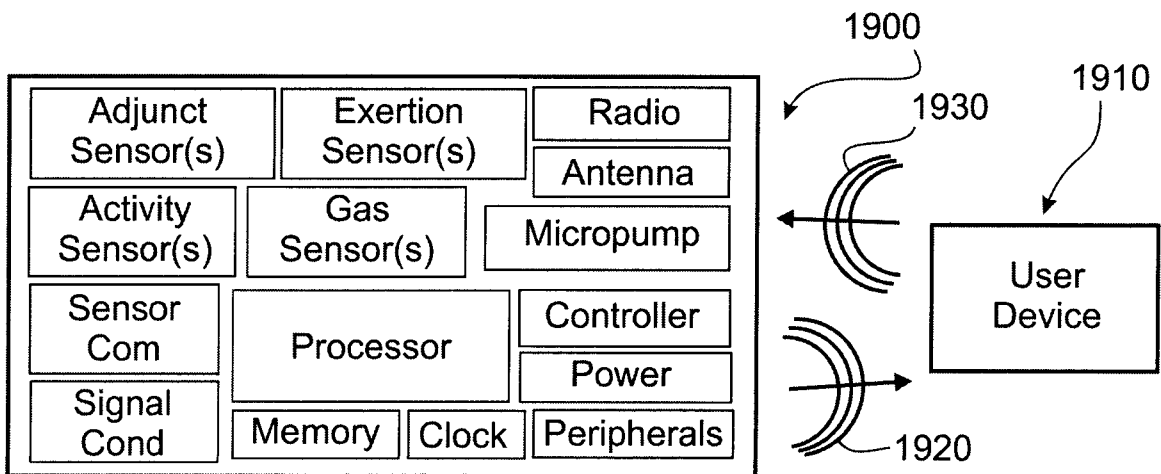 1900
1910
1930
Adjunct
Sensor(s)
Exertion
Sensor(s)
Radio
Antenna
Activity
Sensor(s)
Gas
Sensor(s)
Micropump
Sensor
Com
Processor
Controller
Power
Signal
Cond
Memory
Clock
Peripherals
User
Device
1920